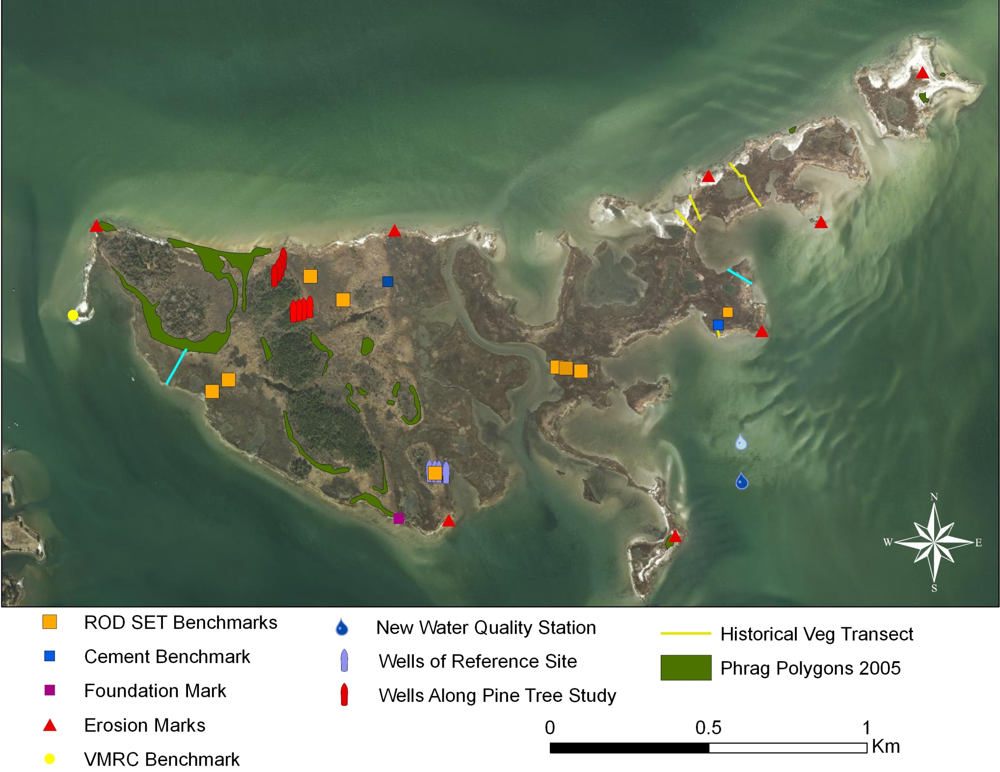 N
W E
S
ROD SET Benchmarks
Cement Benchmark
Foundation Mark
Erosion Marks
VMRC Benchmark
New Water Quality Station
Wells of Reference Site
Wells Along Pine Tree Study
Historical Veg Transect
Phrag Polygons 2005
0 0.5 1
Km